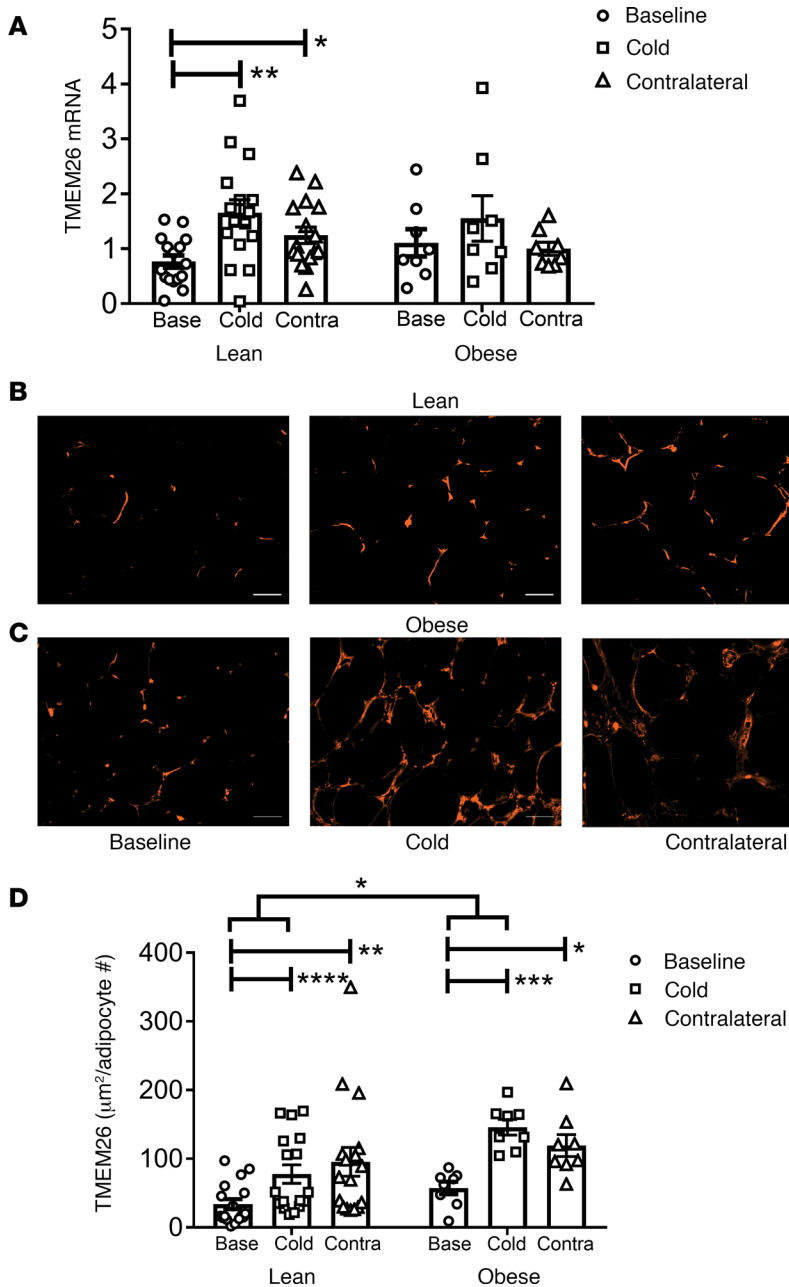 A
TMEM26 mRNA
5
4
3
2
1
0
*
**
Baseline
Cold
Contralateral
Base Cold Contra Base Cold Contra
Lean Obese
B
Lean
C
Obese
Baseline Cold Contralateral
D
*
TMEM26 (μm²/adipocyte #)
400
300
200
100
0
**
****
*
***
Baseline
Cold
Contralateral
Base Cold Contra Base Cold Contra
Lean Obese